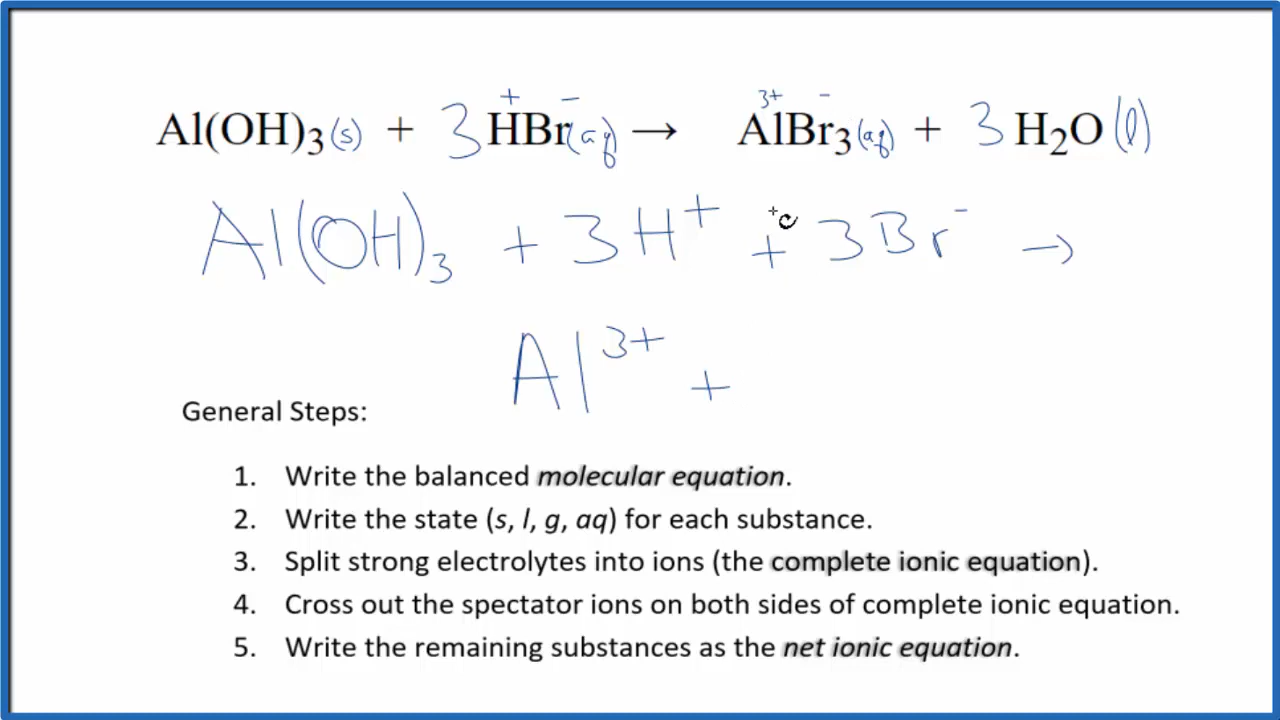 Al(OH)₃(s) + 3HBr(aq) → AlBr₃(aq) + 3H₂O(l)
+ − 3+ −
Al(OH)₃ + 3H⁺ + 3Br⁻ →
Al³⁺ +
General Steps:
1. Write the balanced molecular equation.
2. Write the state (s, l, g, aq) for each substance.
3. Split strong electrolytes into ions (the complete ionic equation).
4. Cross out the spectator ions on both sides of complete ionic equation.
5. Write the remaining substances as the net ionic equation.